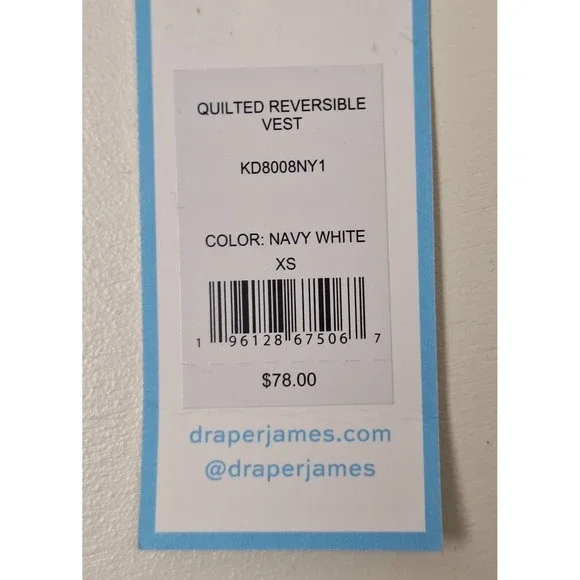 QUILTED REVERSIBLE
VEST
KD8008NY1
COLOR: NAVY WHITE
XS
1 96128 67506 7
$78.00
draperjames.com
@draperjames